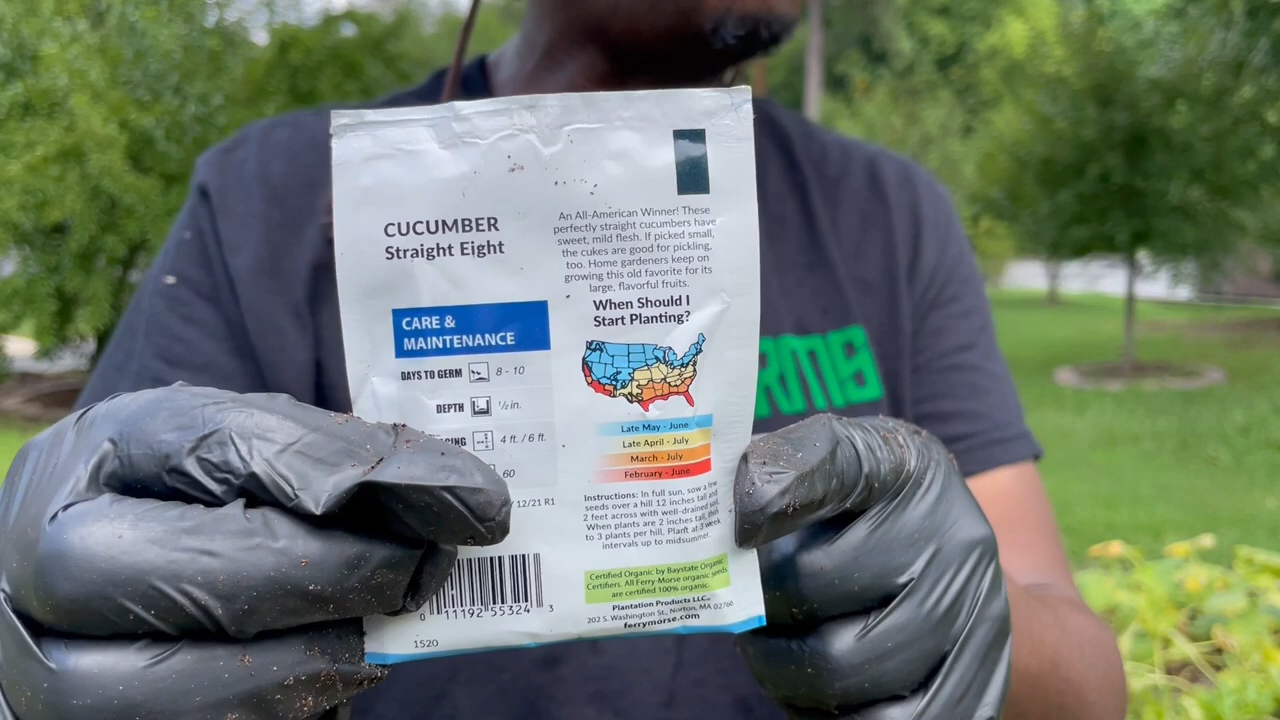 CUCUMBER
Straight Eight
An All-American Winner! These
perfectly straight cucumbers have
sweet, mild flesh. If picked small,
the cukes are good for pickling,
too. Home gardeners keep on
growing this old favorite for its
large, flavorful fruits.
CARE &
MAINTENANCE
DAYS TO GERM 8 - 10
DEPTH ½ in.
CING 4 ft. / 6 ft.
60
/ 12/21 R1
When Should I
Start Planting?
Late May - June
Late April - July
March - July
February - June
Instructions: In full sun, sow a few
seeds over a hill 12 inches tall and
2 feet across with well-drained soil.
When plants are 2 inches tall, thin
to 3 plants per hill. Plant at 3 week
intervals up to midsummer.
Certified Organic by Baystate Organic
Certifiers. All Ferry-Morse organic seeds
are certified 100% organic.
Plantation Products LLC.
202 S. Washington St., Norton, MA 02766
ferrymorse.com
0 11192 55324 3
1520
RMS